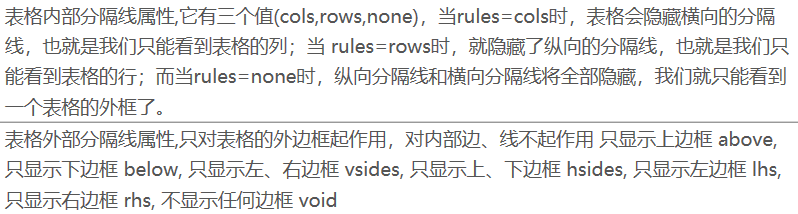 表格内部分隔线属性,它有三个值(cols,rows,none)，当rules=cols时，表格会隐藏横向的分隔
线，也就是我们只能看到表格的列；当 rules=rows时，就隐藏了纵向的分隔线，也就是我们只
能看到表格的行；而当rules=none时，纵向分隔线和横向分隔线将全部隐藏，我们就只能看到
一个表格的外框了。
表格外部分隔线属性,只对表格的外边框起作用，对内部边、线不起作用 只显示上边框 above,
只显示下边框 below, 只显示左、右边框 vsides, 只显示上、下边框 hsides, 只显示左边框 lhs,
只显示右边框 rhs, 不显示任何边框 void